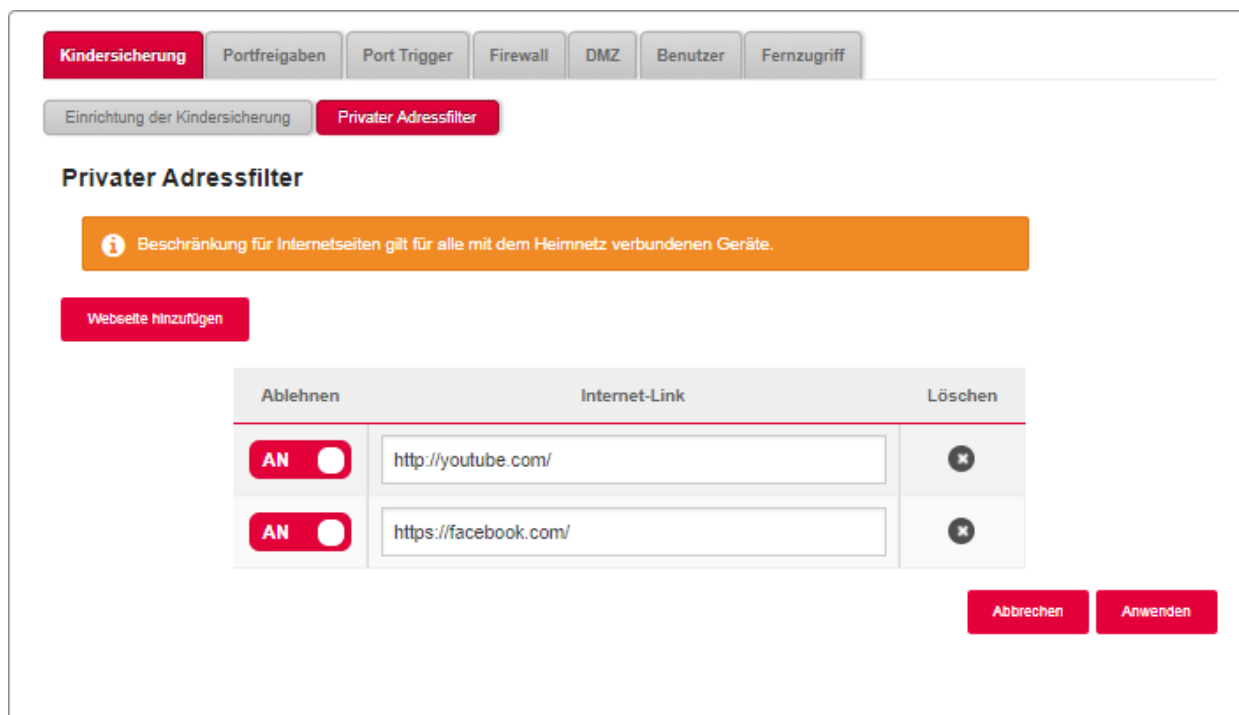 Kindersicherung Portfreigaben Port Trigger Firewall DMZ Benutzer Fernzugriff
Einrichtung der Kindersicherung Privater Adressfilter
Privater Adressfilter
Beschränkung für Internetseiten gilt für alle mit dem Heimnetz verbundenen Geräte.
Webseite hinzufügen
Ablehnen Internet-Link Löschen
AN http://youtube.com/
AN https://facebook.com/
Abbrechen Anwenden